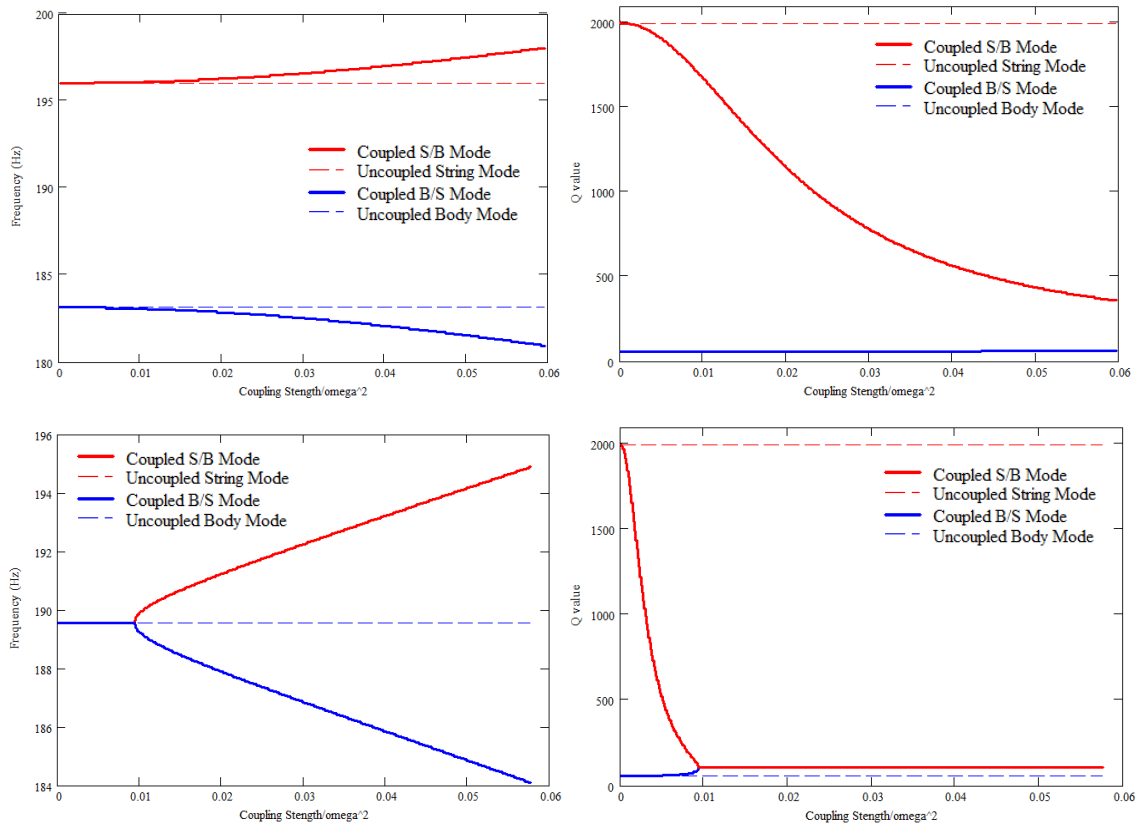 200
195
190
185
180
Frequency (Hz)
Coupled S/B Mode
Uncoupled String Mode
Coupled B/S Mode
Uncoupled Body Mode
0 0.01 0.02 0.03 0.04 0.05 0.06
Coupling Stength/omega^2
2000
1500
1000
500
0
Q value
Coupled S/B Mode
Uncoupled String Mode
Coupled B/S Mode
Uncoupled Body Mode
0 0.01 0.02 0.03 0.04 0.05 0.06
Coupling Stength/omega^2
196
194
192
190
188
186
184
Frequency (Hz)
Coupled S/B Mode
Uncoupled String Mode
Coupled B/S Mode
Uncoupled Body Mode
0 0.01 0.02 0.03 0.04 0.05 0.06
Coupling Stength/omega^2
2000
1500
1000
500
0
Q value
Coupled S/B Mode
Uncoupled String Mode
Coupled B/S Mode
Uncoupled Body Mode
0 0.01 0.02 0.03 0.04 0.05 0.06
Coupling Stength/omega^2